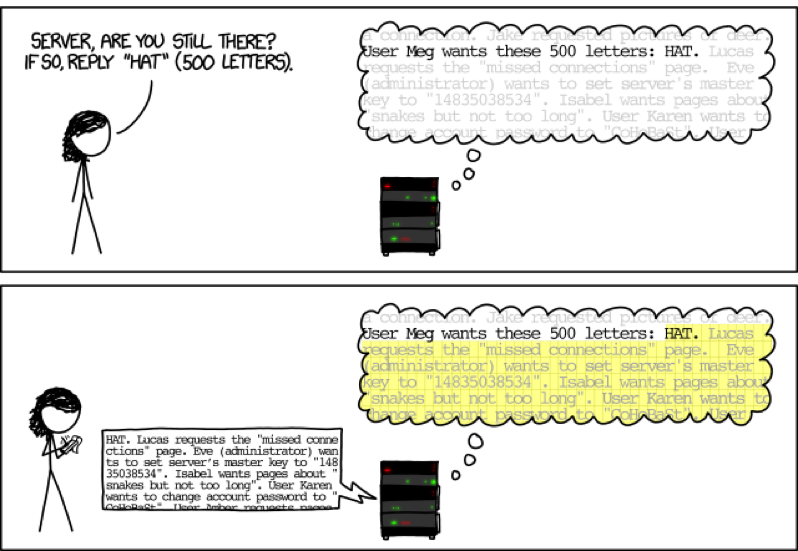 SERVER, ARE YOU STILL THERE?
IF SO, REPLY "HAT" (500 LETTERS).
a connection. Jake requested pictures of deer.
User Meg wants these 500 letters: HAT. Lucas
requests the "missed connections" page. Eve
(administrator) wants to set server's master
key to "14835038534". Isabel wants pages about
"snakes but not too long". User Karen wants to
change account password to "CoHoBaSt". User
a connection. Jake requested pictures of deer.
User Meg wants these 500 letters: HAT. Lucas
requests the "missed connections" page. Eve
(administrator) wants to set server's master
key to "14835038534". Isabel wants pages about
"snakes but not too long". User Karen wants to
change account password to "CoHoBaSt". User
HAT. Lucas requests the "missed conne
ctions" page. Eve (administrator) wan
ts to set server's master key to "148
35038534". Isabel wants pages about "
snakes but not too long". User Karen
wants to change account password to "
CoHoBaSt". User Amber requests pages